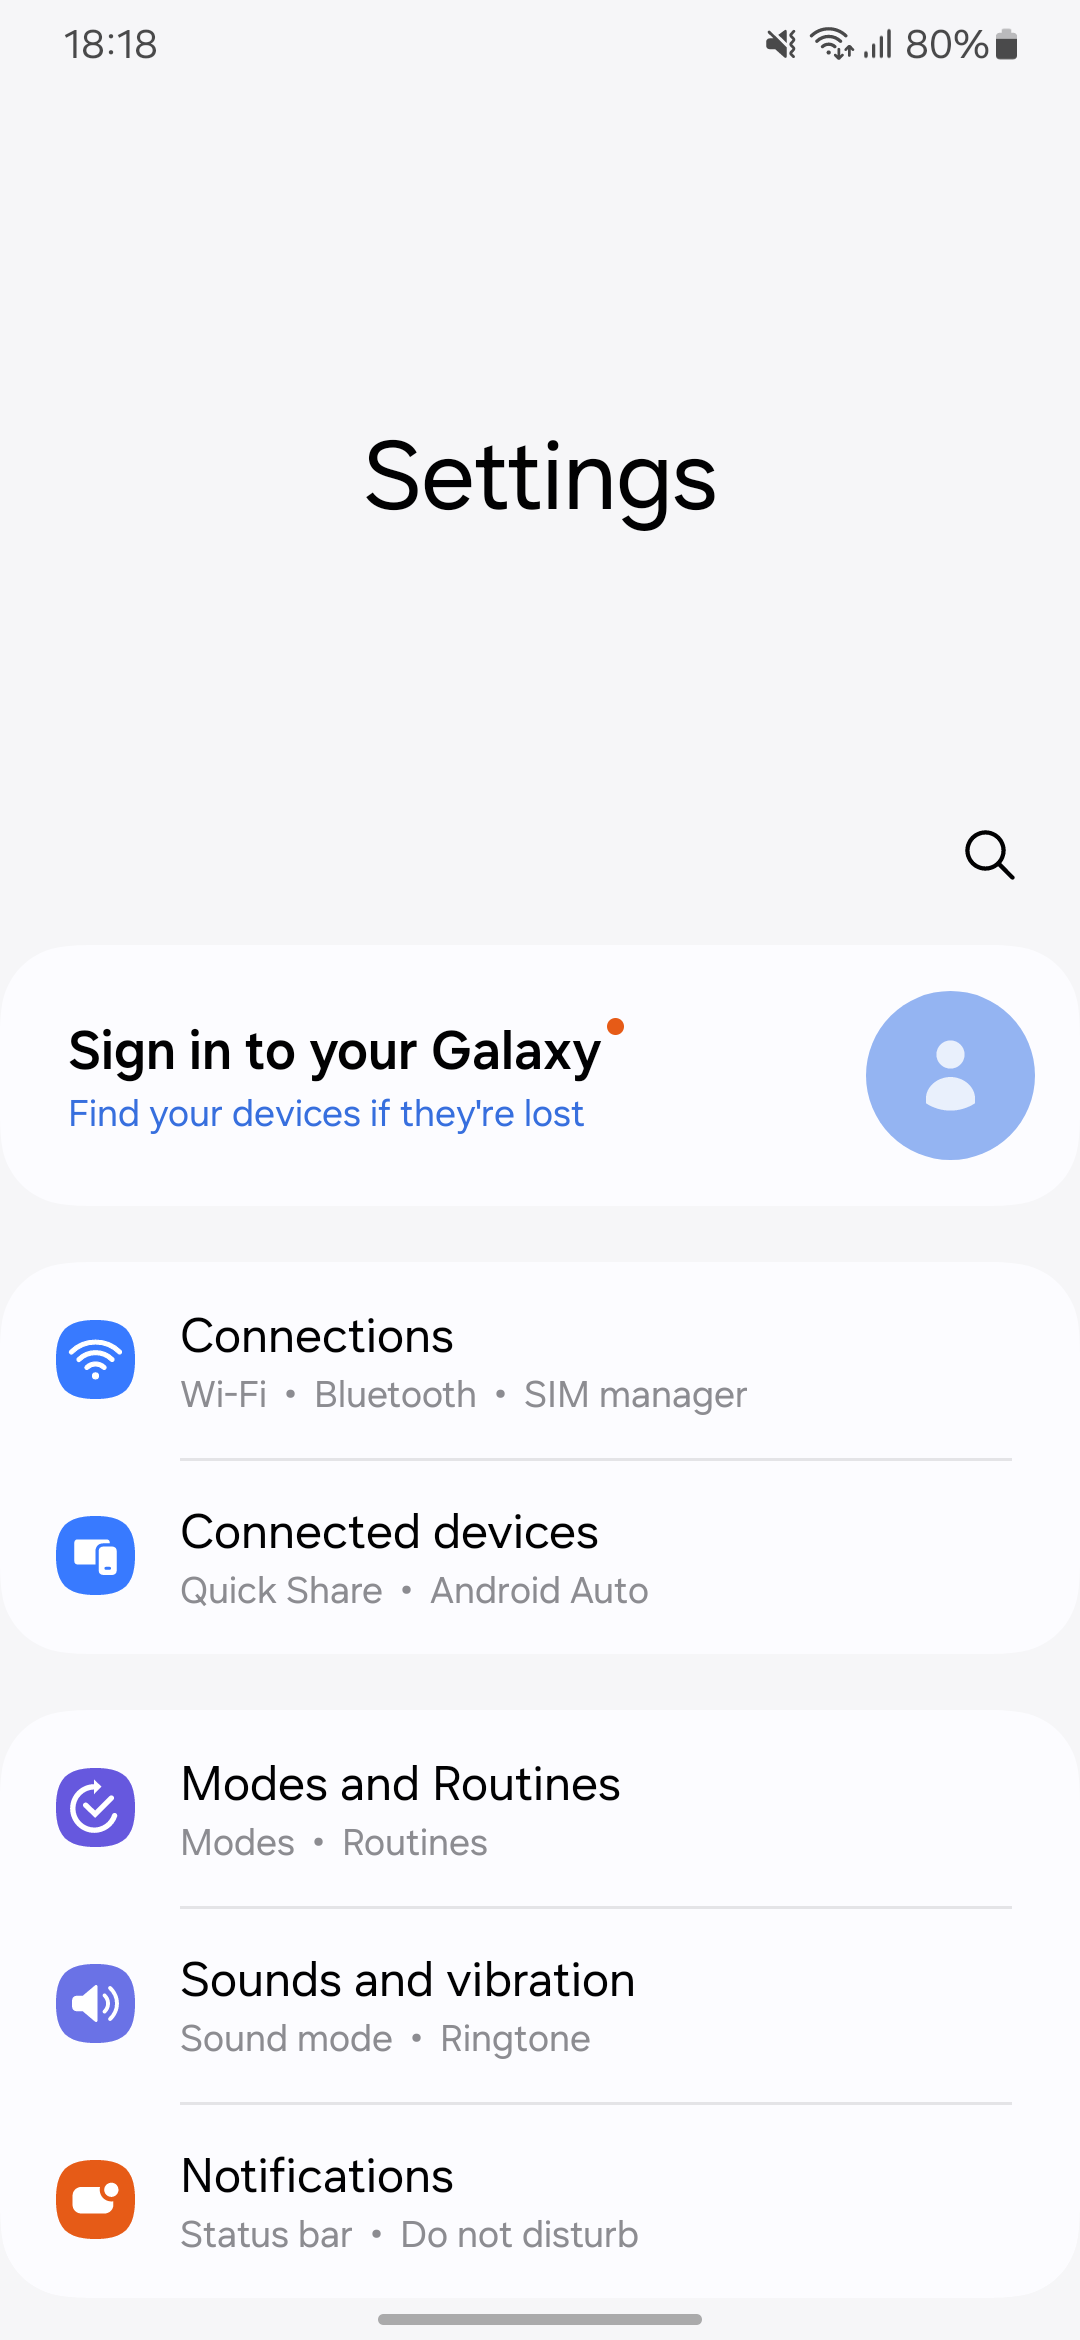 18:18
80%
Settings
Sign in to your Galaxy
Find your devices if they're lost
Connections
Wi-Fi • Bluetooth • SIM manager
Connected devices
Quick Share • Android Auto
Modes and Routines
Modes • Routines
Sounds and vibration
Sound mode • Ringtone
Notifications
Status bar • Do not disturb